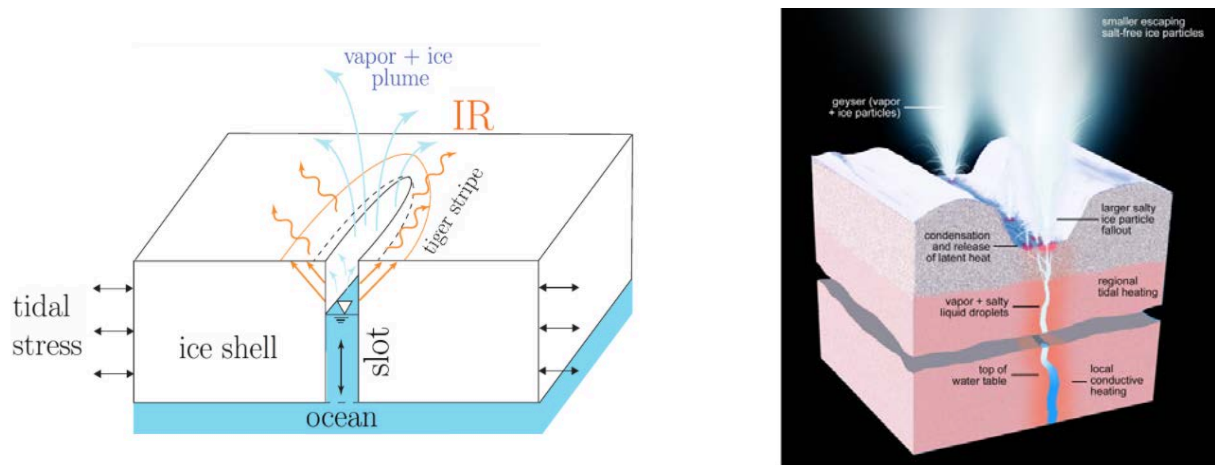 vapor + ice
plume
IR
tiger stripe
tidal
stress
ice shell
slot
ocean
smaller escaping
salt-free ice particles
geyser (vapor
+ ice particles)
larger salty
ice particle
fallout
condensation
and release
of latent heat
regional
tidal heating
vapor + salty
liquid droplets
top of
water table
local
conductive
heating